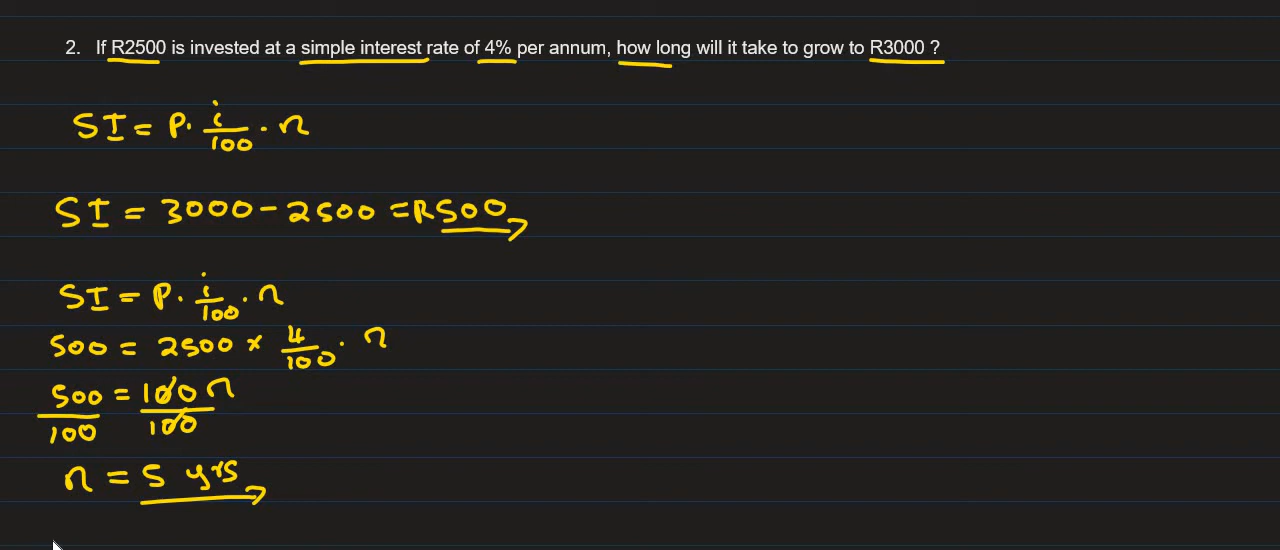 2. If R2500 is invested at a simple interest rate of 4% per annum, how long will it take to grow to R3000 ?
SI = P. i/100 . n
SI = 3000 - 2500 = R500
SI = P. i/100 . n
500 = 2500 × 4/100 . n
500/100 = 100n/100
n = 5 yrs